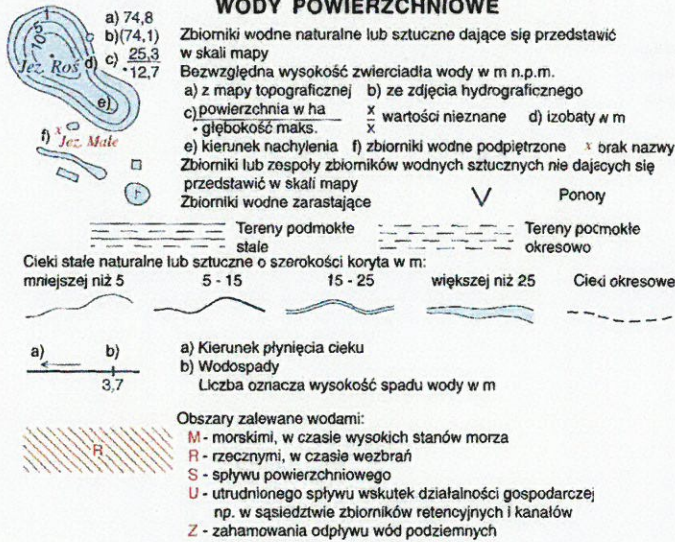 WODY POWIERZCHNIOWE
1
5
10
Jez. Roś
d)
e)
a) 74,8
b)(74,1)
c) 25,3
•12,7
f) x Jez. Małe
Zbiorniki wodne naturalne lub sztuczne dające się przedstawić
w skali mapy
Bezwzględna wysokość zwierciadła wody w m n.p.m.
a) z mapy topograficznej b) ze zdjęcia hydrograficznego
c) powierzchnia w ha
• głębokość maks.
x
x
wartości nieznane d) izobaty w m
e) kierunek nachylenia f) zbiorniki wodne podpiętrzone x brak nazwy
Zbiorniki lub zespoły zbiorników wodnych sztucznych nie dających się
przedstawić w skali mapy
Zbiorniki wodne zarastające
Ponory
Tereny podmokłe
stale
Tereny pocmokłe
okresowo
Cieki stałe naturalne lub sztuczne o szerokości koryta w m:
mniejszej niż 5 5 - 15 15 - 25 większej niż 25 Cieki okresowe
a) b)
3,7
a) Kierunek płynięcia cieku
b) Wodospady
Liczba oznacza wysokość spadu wody w m
R
Obszary zalewane wodami:
M - morskimi, w czasie wysokich stanów morza
R - rzecznymi, w czasie wezbrań
S - spływu powierzchniowego
U - utrudnionego spływu wskutek działalności gospodarczej
np. w sąsiedztwie zbiorników retencyjnych i kanałów
Z - zahamowania odpływu wód podziemnych